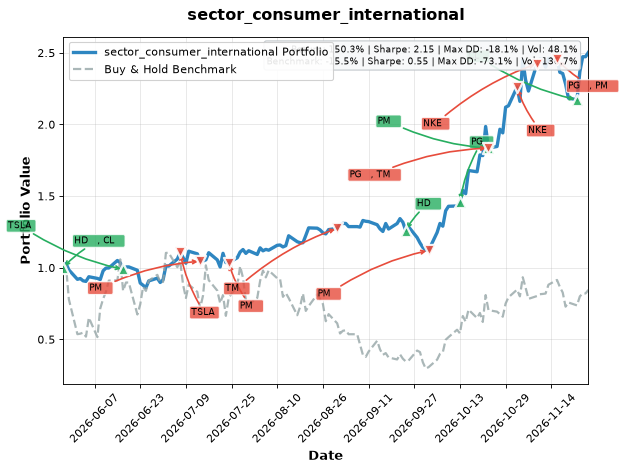 sector_consumer_international
sector_consumer_international Portfolio
Buy & Hold Benchmark
50.3% | Sharpe: 2.15 | Max DD: -18.1% | Vol: 48.1%
5.5% | Sharpe: 0.55 | Max DD: -73.1% | Vol:
2.5
2.0
1.5
1.0
0.5
Portfolio Value
TSLA
HD , CL
PM
TSLA
TM
PM
PM
PG , TM
PM
NKE
HD
PG
NKE
PG , PM
2026-06-07
2026-06-23
2026-07-09
2026-07-25
2026-08-10
2026-08-26
2026-09-11
2026-09-27
2026-10-13
2026-10-29
2026-11-14
Date